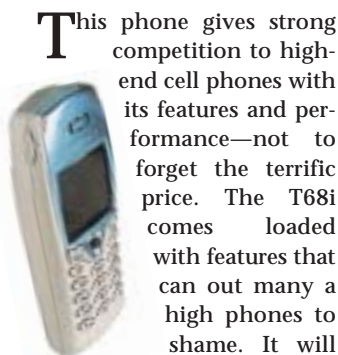 This phone gives strong
competition to high-
end cell phones with
its features and per-
formance—not to
forget the terrific
price. The T68i
comes loaded
with features that
can out many a
high phones to
shame. It will